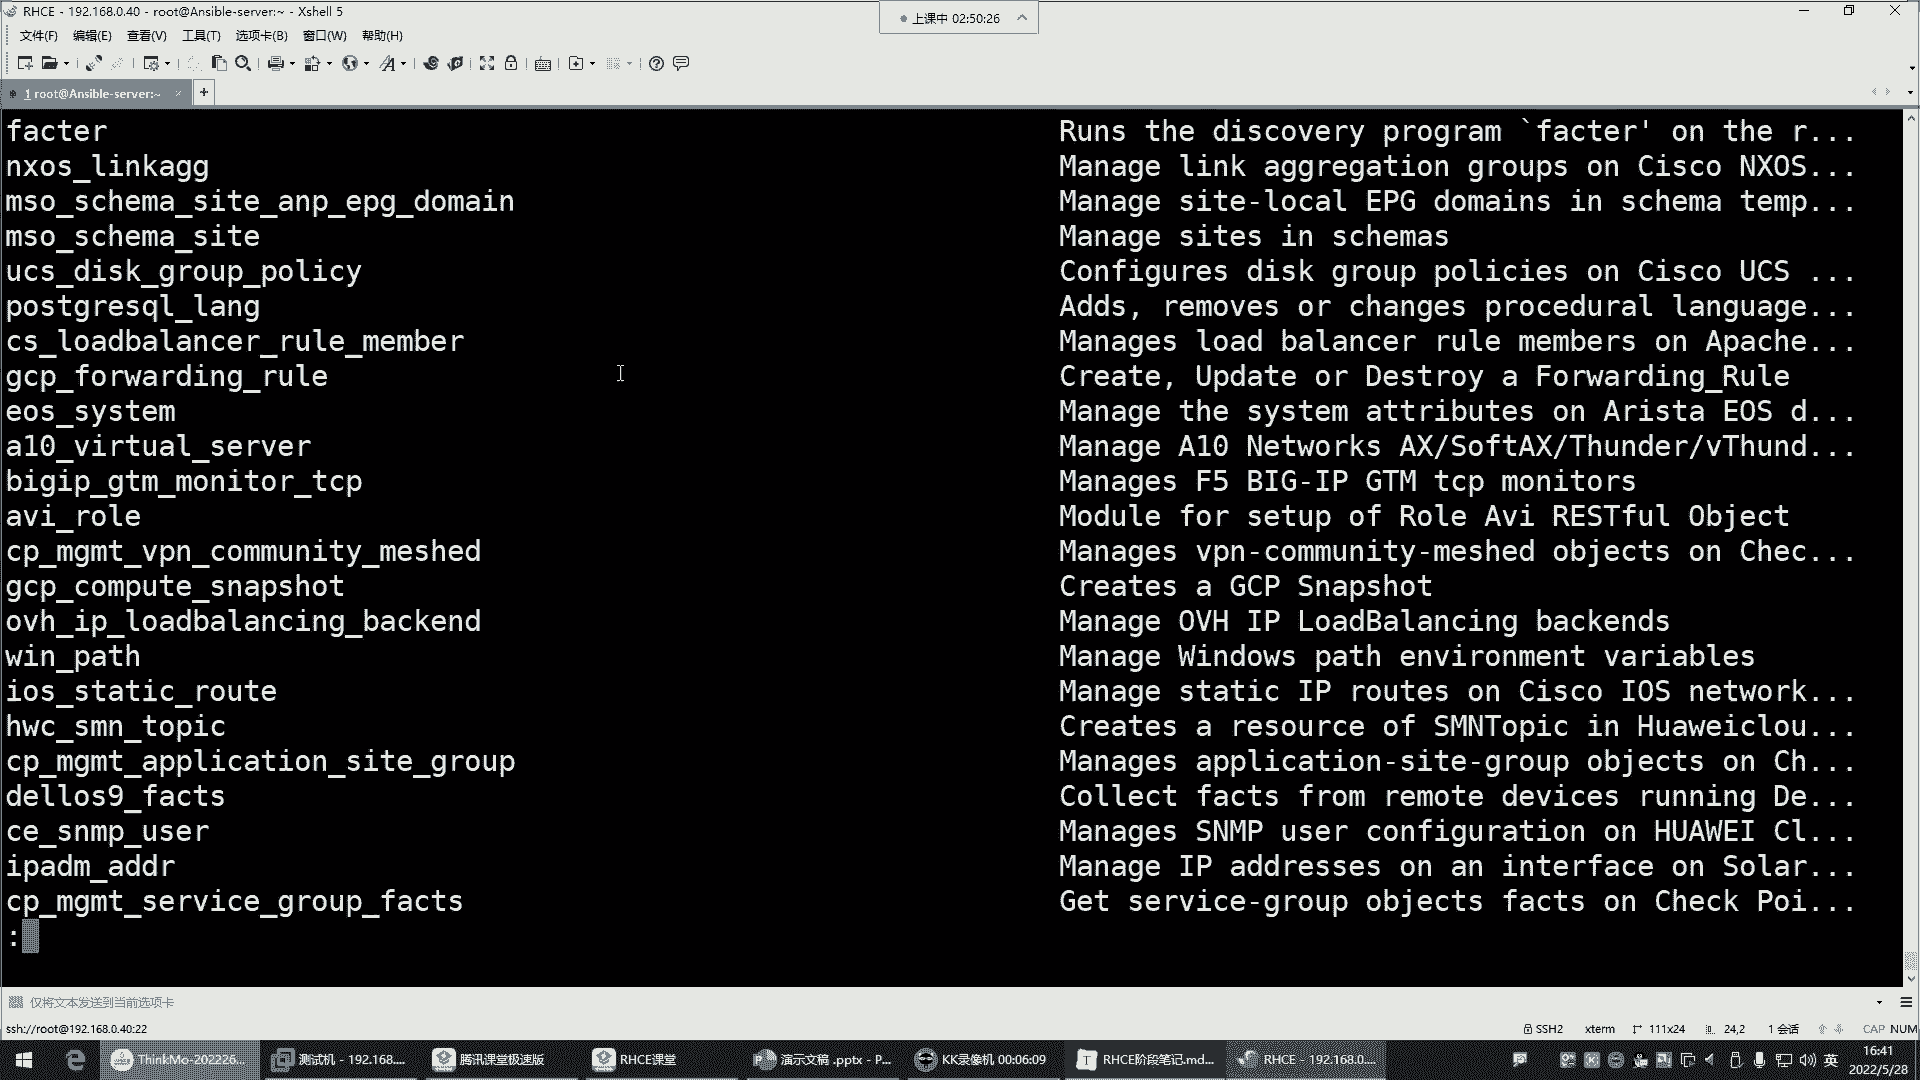 RHCE - 192.168.0.40 - root@Ansible-server:~ - Xshell 5
上课中 02:50:26
文件(F) 编辑(E) 查看(V) 工具(T) 选项卡(B) 窗口(W) 帮助(H)
1 root@Ansible-server:~
facter Runs the discovery program `facter' on the r...
nxos_linkagg Manage link aggregation groups on Cisco NXOS...
mso_schema_site_anp_epg_domain Manage site-local EPG domains in schema temp...
mso_schema_site Manage sites in schemas
ucs_disk_group_policy Configures disk group policies on Cisco UCS ...
postgresql_lang Adds, removes or changes procedural language...
cs_loadbalancer_rule_member Manages load balancer rule members on Apache...
gcp_forwarding_rule Create, Update or Destroy a Forwarding_Rule
eos_system Manage the system attributes on Arista EOS d...
a10_virtual_server Manage A10 Networks AX/SoftAX/Thunder/vThund...
bigip_gtm_monitor_tcp Manages F5 BIG-IP GTM tcp monitors
avi_role Module for setup of Role Avi RESTful Object
cp_mgmt_vpn_community_meshed Manages vpn-community-meshed objects on Chec...
gcp_compute_snapshot Creates a GCP Snapshot
ovh_ip_loadbalancing_backend Manage OVH IP LoadBalancing backends
win_path Manage Windows path environment variables
ios_static_route Manage static IP routes on Cisco IOS network...
hwc_smn_topic Creates a resource of SMNTopic in Huaweiclou...
cp_mgmt_application_site_group Manages application-site-group objects on Ch...
dellos9_facts Collect facts from remote devices running De...
ce_snmp_user Manages SNMP user configuration on HUAWEI Cl...
ipadm_addr Manage IP addresses on an interface on Solar...
cp_mgmt_service_group_facts Get service-group objects facts on Check Poi...
:
仅将文本发送到当前选项卡
ssh://root@192.168.0.40:22 SSH2 xterm 111x24 24,2 1 会话 CAP NUM
ThinkMo-202226... 测试机 - 192.168.... 腾讯课堂极速版 RHCE课堂 演示文稿 .pptx - P... KK录像机 00:06:09 RHCE阶段笔记.md... RHCE - 192.168.0.... 英 16:41
2022/5/28